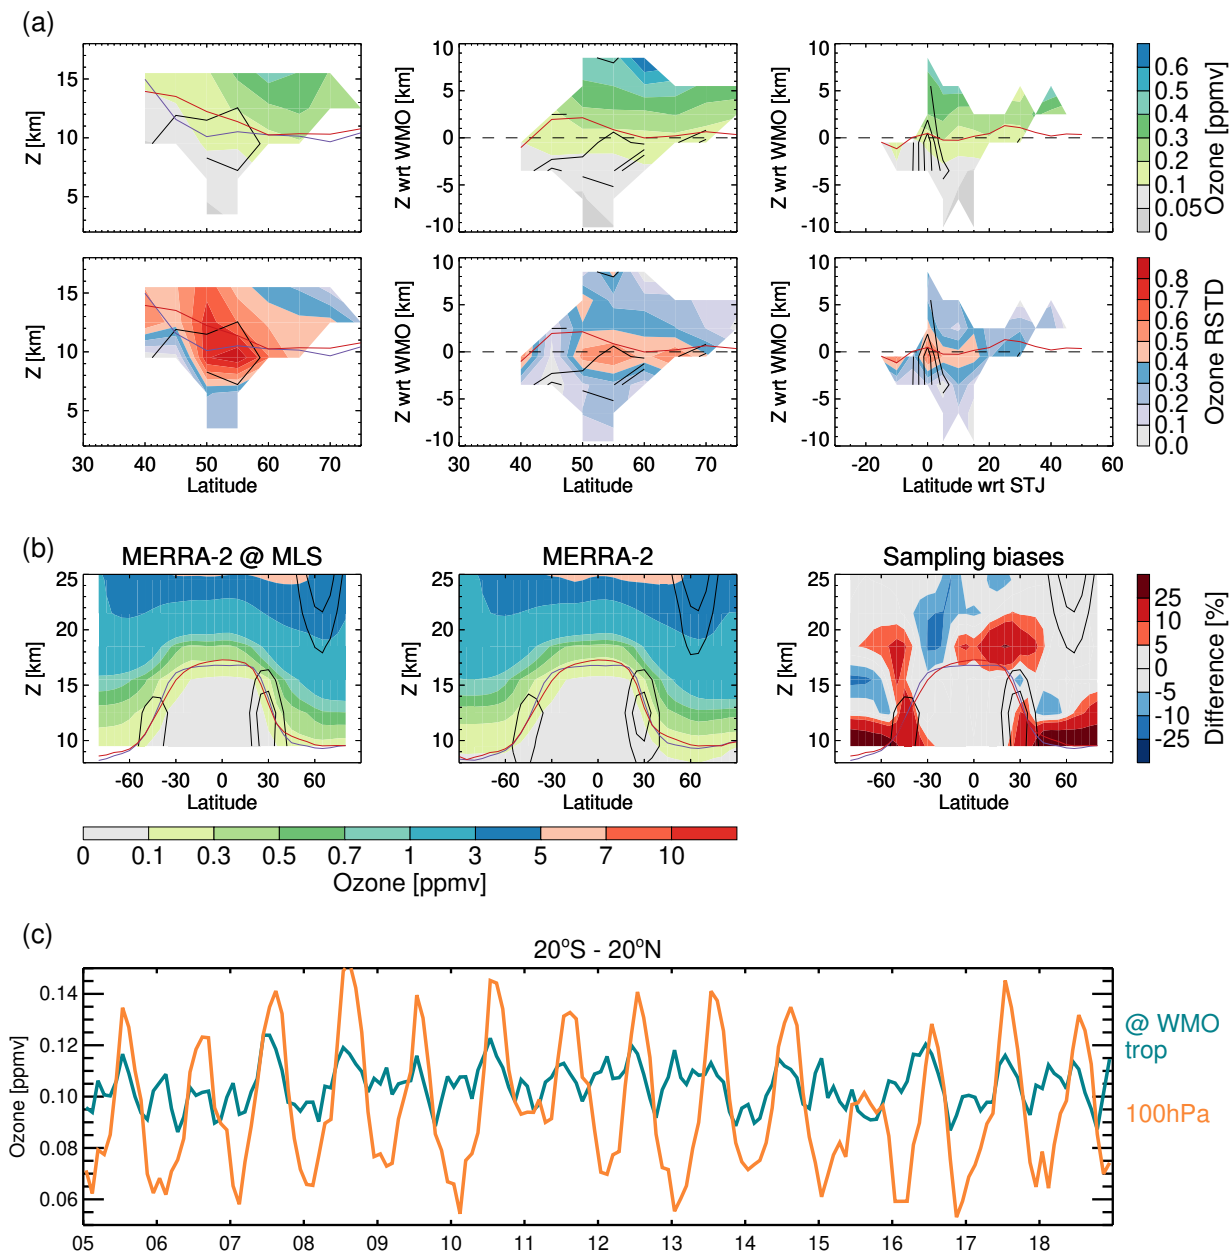 (a)
15
10
5
Z [km]
10
5
0
-5
-10
Z wrt WMO [km]
10
5
0
-5
-10
Z wrt WMO [km]
0.6
0.5
0.4
0.3
0.2
0.1
0.05
0
Ozone [ppmv]
15
10
5
Z [km]
30 40 50 60 70
Latitude
10
5
0
-5
-10
Z wrt WMO [km]
30 40 50 60 70
Latitude
10
5
0
-5
-10
Z wrt WMO [km]
-20 0 20 40 60
Latitude wrt STJ
0.8
0.7
0.6
0.5
0.4
0.3
0.2
0.1
0.0
Ozone RSTD
(b)
MERRA-2 @ MLS
25
20
15
10
Z [km]
-60 -30 0 30 60
Latitude
MERRA-2
25
20
15
10
Z [km]
-60 -30 0 30 60
Latitude
Sampling biases
25
20
15
10
Z [km]
-60 -30 0 30 60
Latitude
25
10
5
0
-5
-10
-25
Difference [%]
0 0.1 0.3 0.5 0.7 1 3 5 7 10
Ozone [ppmv]
(c)
20°S - 20°N
0.14
0.12
0.10
0.08
0.06
Ozone [ppmv]
05 06 07 08 09 10 11 12 13 14 15 16 17 18
@ WMO
trop
100hPa